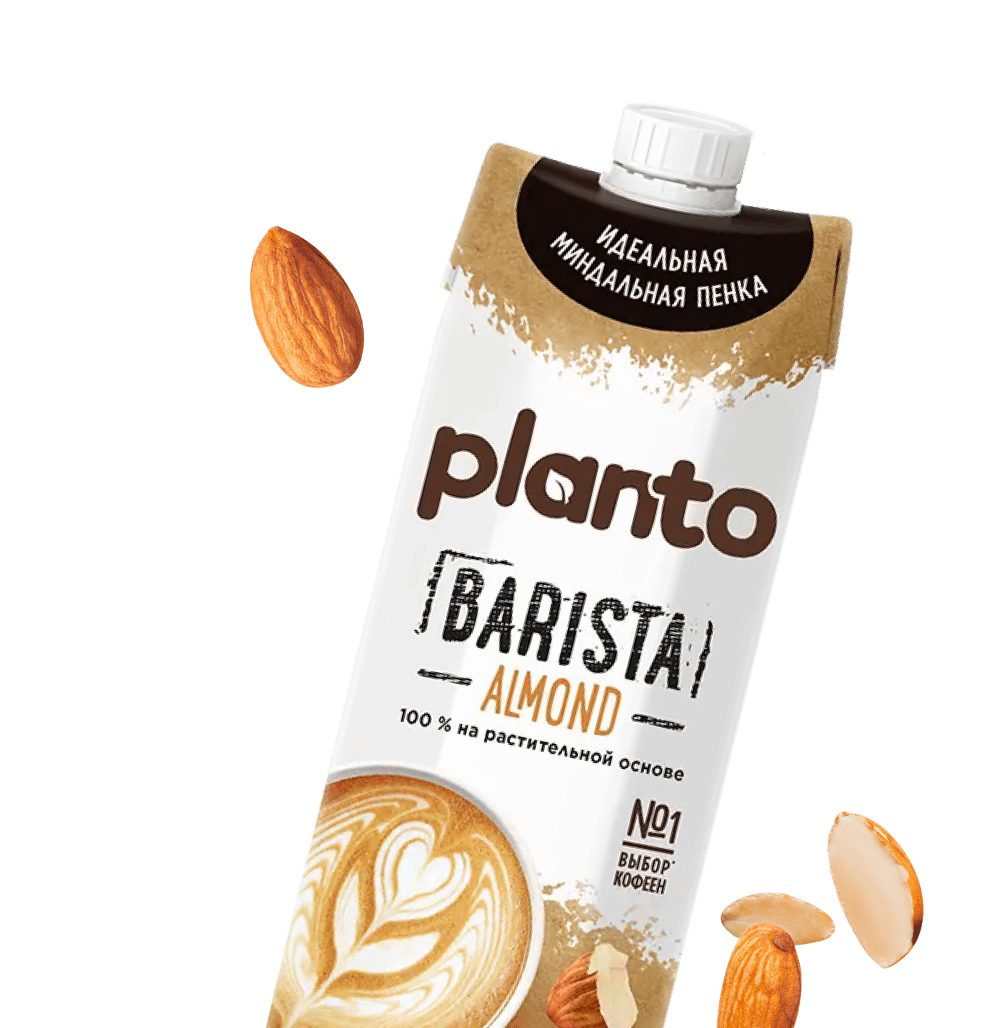 ИДЕАЛЬНАЯ
МИНДАЛЬНАЯ ПЕНКА
planto
BARISTA
ALMOND
100 % на растительной основе
№1
ВЫБОР*
КОФЕЕН